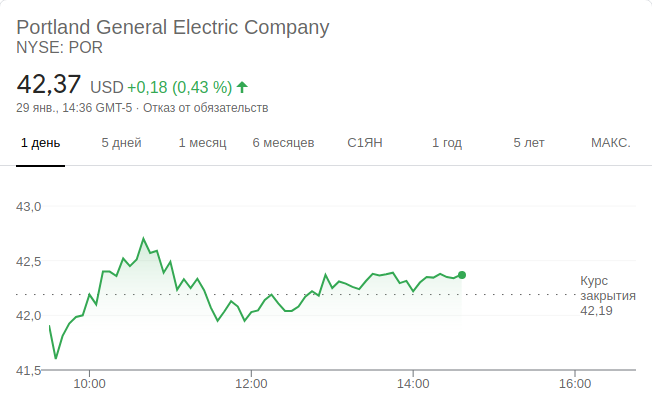 Portland General Electric Company
NYSE: POR
42,37 USD +0,18 (0,43 %)
29 янв., 14:36 GMT-5 · Отказ от обязательств
1 день 5 дней 1 месяц 6 месяцев С1ЯН 1 год 5 лет МАКС.
43,0
42,5
Курс
закрытия
42,19
42,0
41,5
10:00 12:00 14:00 16:00